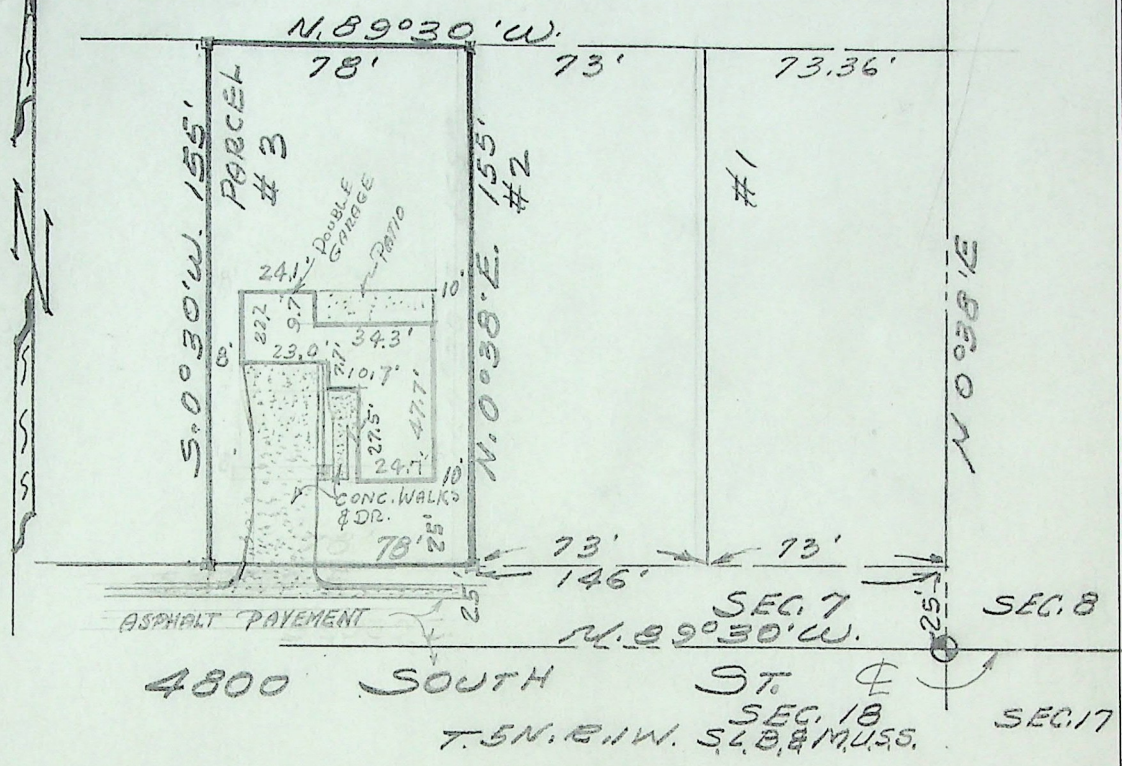 N. 89°30'W.
78'
73'
73.36'
PARCEL
# 3
S. 0°30'W. 155'
N. 0°38'E. 155'
#2
#1
N 0°38'E
N
DOUBLE
GARAGE
PATIO
24.1'
10'
22.2
9.7'
34.3'
8'
23.0'
7.7'
10.7'
47.7'
27.5'
24.7'
10'
CONC. WALKS
& DR.
78'
25'
73'
73'
146'
25'
25'
SEC. 7
SEC. 8
ASPHALT PAVEMENT
N. 89°30'W.
4800 SOUTH ST. ℄
SEC. 18
SEC. 17
T. 5N. R. 1W. S.L.B. & M. U.S.S.